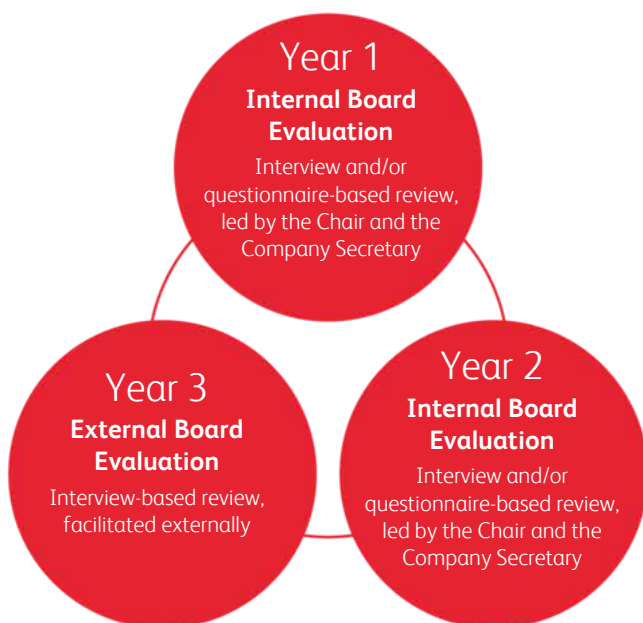 Year 1
Internal Board
Evaluation
Interview and/or
questionnaire-based review,
led by the Chair and the
Company Secretary
Year 2
Internal Board
Evaluation
Interview and/or
questionnaire-based review,
led by the Chair and the
Company Secretary
Year 3
External Board
Evaluation
Interview-based review,
facilitated externally